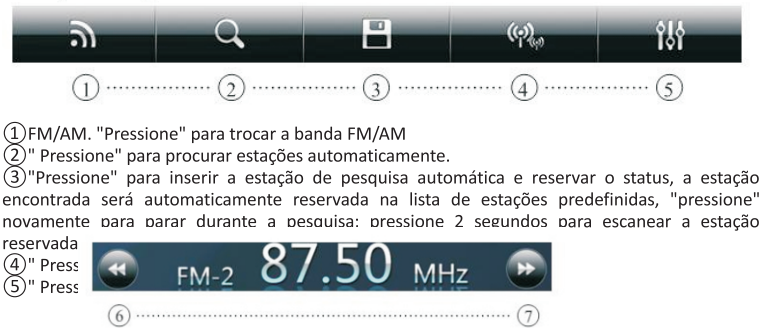 ① ② ③ ④ ⑤
①FM/AM. "Pressione" para trocar a banda FM/AM
②" Pressione" para procurar estações automaticamente.
③"Pressione" para inserir a estação de pesquisa automática e reservar o status, a estação
encontrada será automaticamente reservada na lista de estações predefinidas, "pressione"
novamente para parar durante a pesquisa; pressione 2 segundos para escanear a estação
reservada
④" Press
⑤" Press
FM-2 87.50 MHz
⑥ ⑦